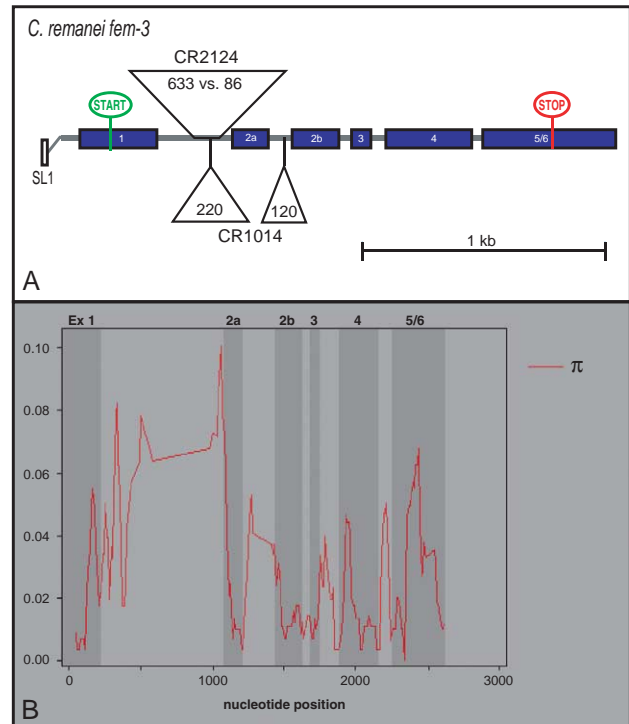 C. remanei fem-3
CR2124
633 vs. 86
START
STOP
1
2a
2b
3
4
5/6
SL1
220
120
CR1014
1 kb
A
Ex 1
2a
2b
3
4
5/6
0.10
0.08
0.06
0.04
0.02
0.00
π
0
1000
2000
3000
nucleotide position
B